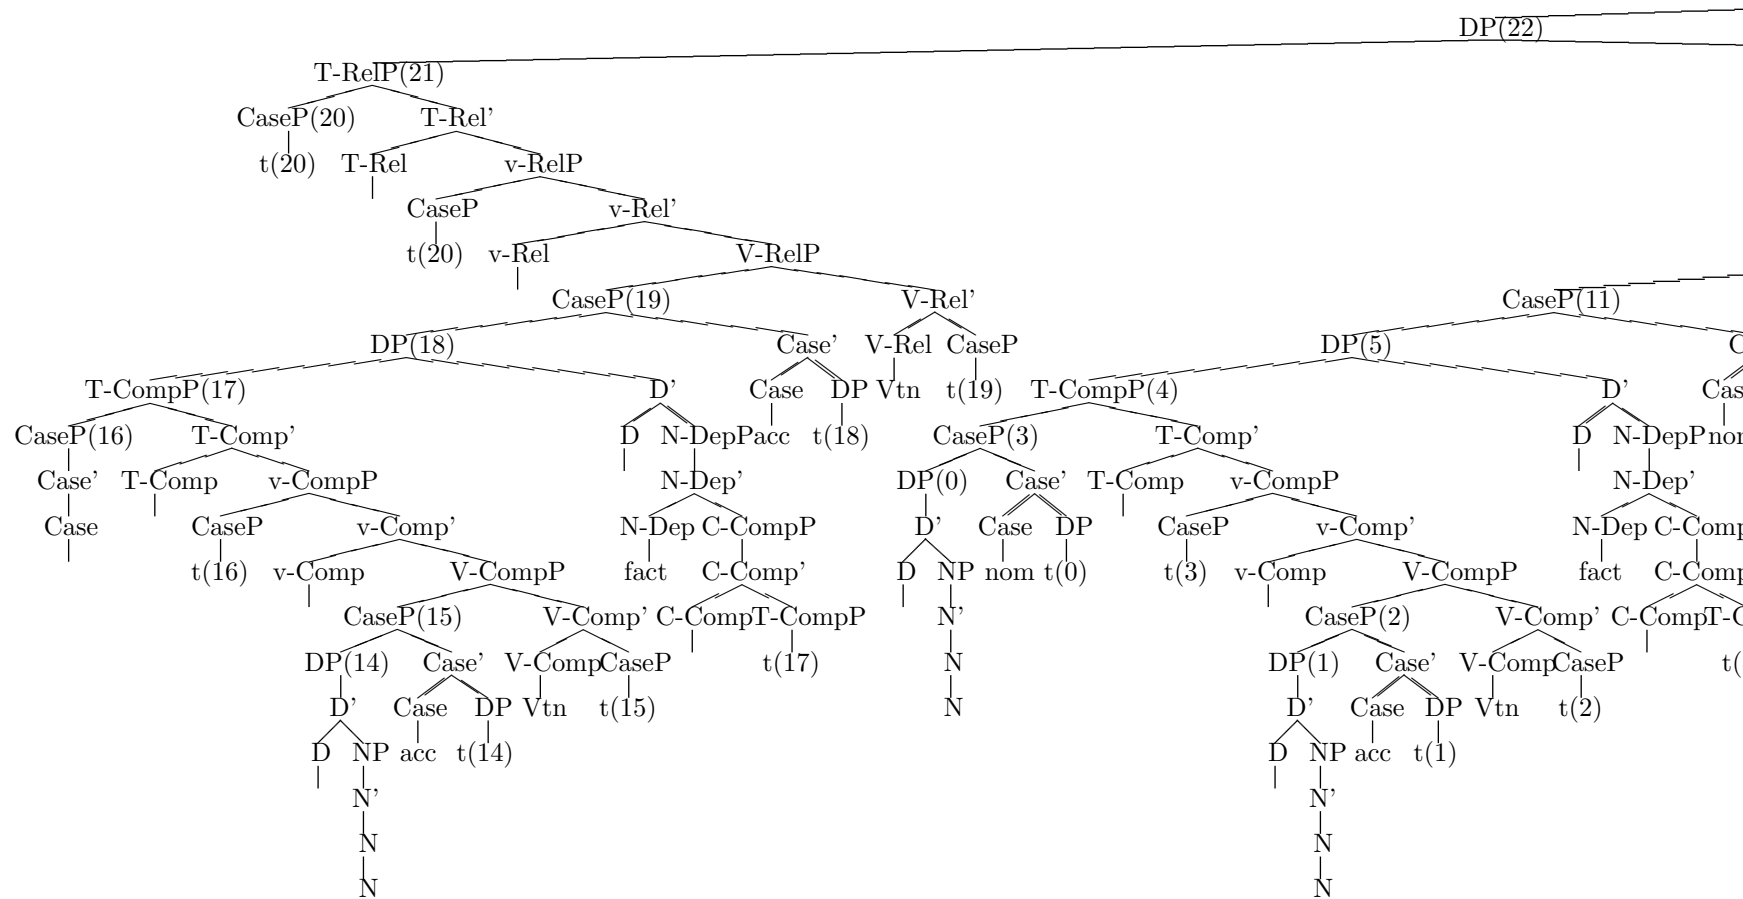 DP(22)
T-RelP(21)
CaseP(20) T-Rel'
t(20) T-Rel v-RelP
CaseP v-Rel'
t(20) v-Rel V-RelP
CaseP(19) V-Rel' CaseP(11)
DP(18) Case' V-Rel CaseP DP(5) C
T-CompP(17) D' Case DP Vtn t(19) T-CompP(4) D' Cas
CaseP(16) T-Comp' D N-DepP acc t(18) CaseP(3) T-Comp' D N-DepP nor
Case' T-Comp v-CompP N-Dep' DP(0) Case' T-Comp v-CompP N-Dep'
Case CaseP v-Comp' N-Dep C-CompP D' Case DP CaseP v-Comp' N-Dep C-Comp
t(16) v-Comp V-CompP fact C-Comp' D NP nom t(0) t(3) v-Comp V-CompP fact C-Comp
CaseP(15) V-Comp' C-Comp T-CompP N' CaseP(2) V-Comp' C-Comp T-C
DP(14) Case' V-Comp CaseP t(17) N DP(1) Case' V-Comp CaseP t(
D' Case DP Vtn t(15) N D' Case DP Vtn t(2)
D NP acc t(14) D NP acc t(1)
N' N'
N N
N N